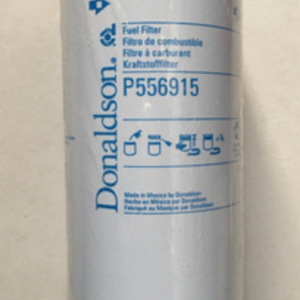 Donaldson.
Fuel Filter
Filtro de combustible
Filtre à carburant
Kraftstofffilter
P556915
Made in Mexico by Donaldson
Hecho en México por Donaldson
Fabriqué au Mexique par Donaldson